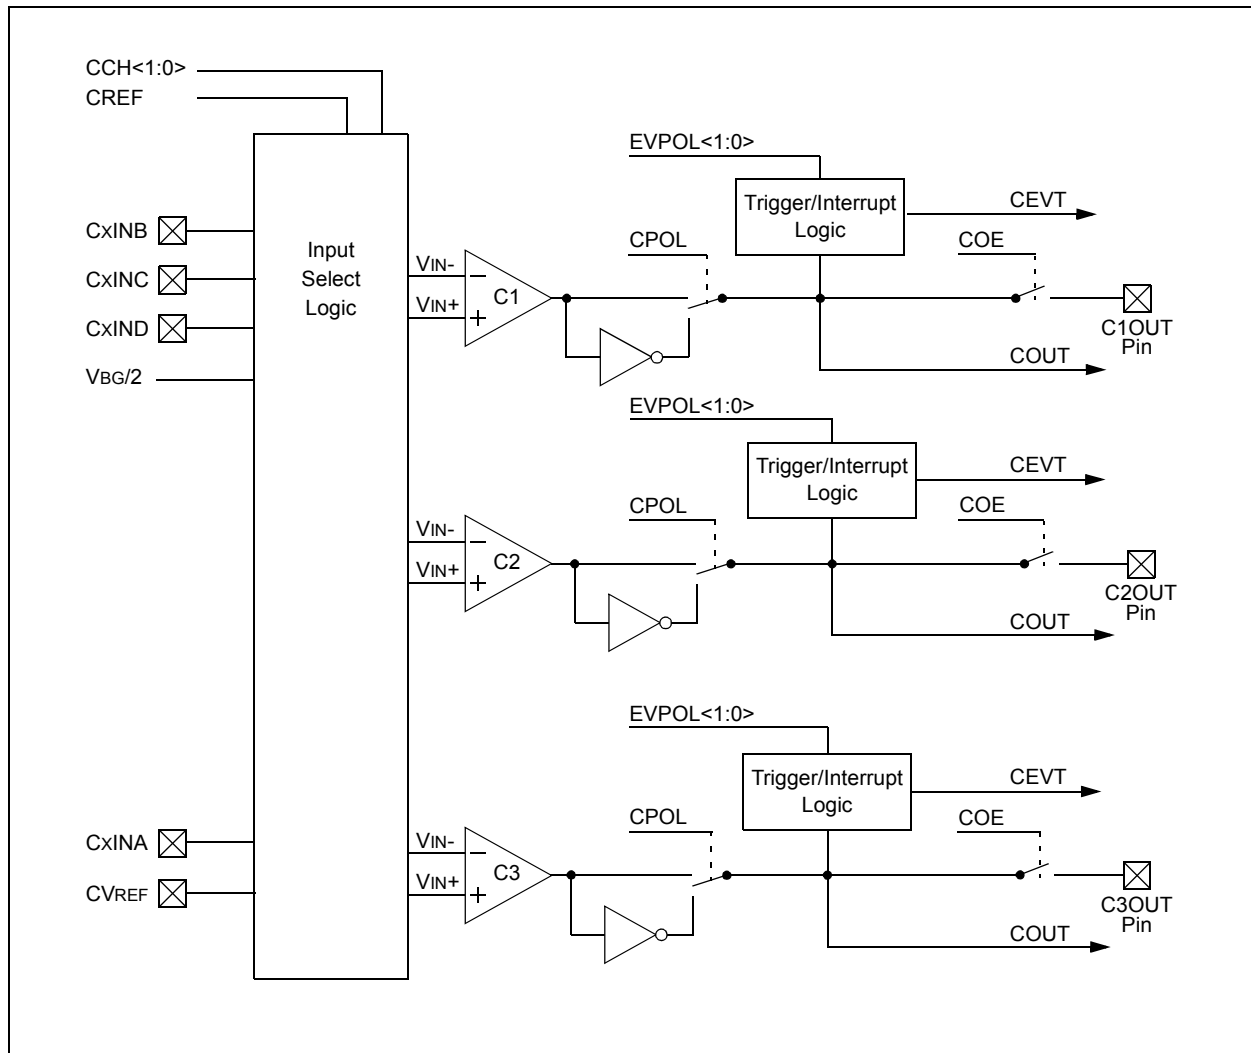 CCH<1:0>
CREF
CxINB
CxINC
CxIND
VBG/2
CxINA
CVREF
Input
Select
Logic
EVPOL<1:0>
Trigger/Interrupt
Logic
CEVT
CPOL
COE
VIN-
VIN+
C1
C1OUT
Pin
COUT
EVPOL<1:0>
Trigger/Interrupt
Logic
CEVT
CPOL
COE
VIN-
VIN+
C2
C2OUT
Pin
COUT
EVPOL<1:0>
Trigger/Interrupt
Logic
CEVT
CPOL
COE
VIN-
VIN+
C3
C3OUT
Pin
COUT